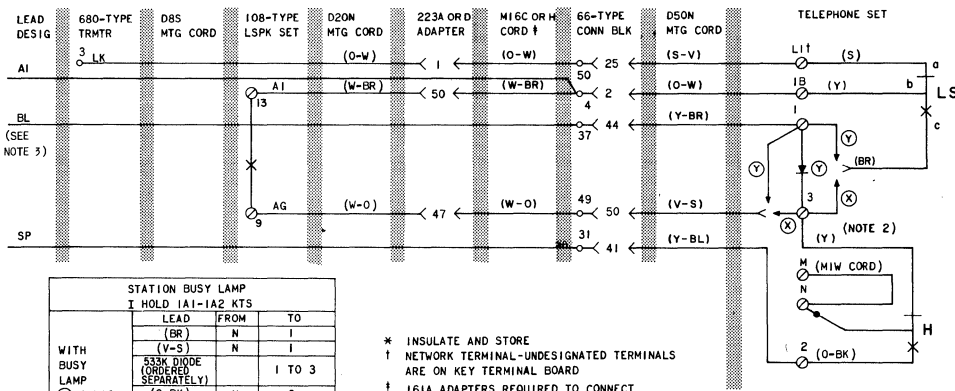 LEAD DESIG
680-TYPE TRMTR
D8S MTG CORD
108-TYPE LSPK SET
D20N MTG CORD
223A OR D ADAPTER
M16C OR H CORD ‡
66-TYPE CONN BLK
D50N MTG CORD
TELEPHONE SET
3 LK (O-W) 1 (O-W) 50 25 (S-V) L1† (S) a
A1
A1 13 (W-BR) 50 (W-BR) 4 2 (O-W) 1B (Y) b LS
BL 37 44 (Y-BR) 1 c
(SEE NOTE 3)
Y Y Y (BR)
X X
AG 9 (W-O) 47 (W-O) 49 50 (V-S) 3 (NOTE 2)
SP 31 41 (Y-BL) (Y)
M (MIW CORD)
N
H
2 (O-BK)
STATION BUSY LAMP
I HOLD 1A1-1A2 KTS
LEAD FROM TO
(BR) N 1
(V-S) N 1
WITH BUSY LAMP
533K DIODE (ORDERED SEPARATELY) 1 TO 3
* INSULATE AND STORE
† NETWORK TERMINAL-UNDESIGNATED TERMINALS
ARE ON KEY TERMINAL BOARD
‡ 161A ADAPTERS REQUIRED TO CONNECT